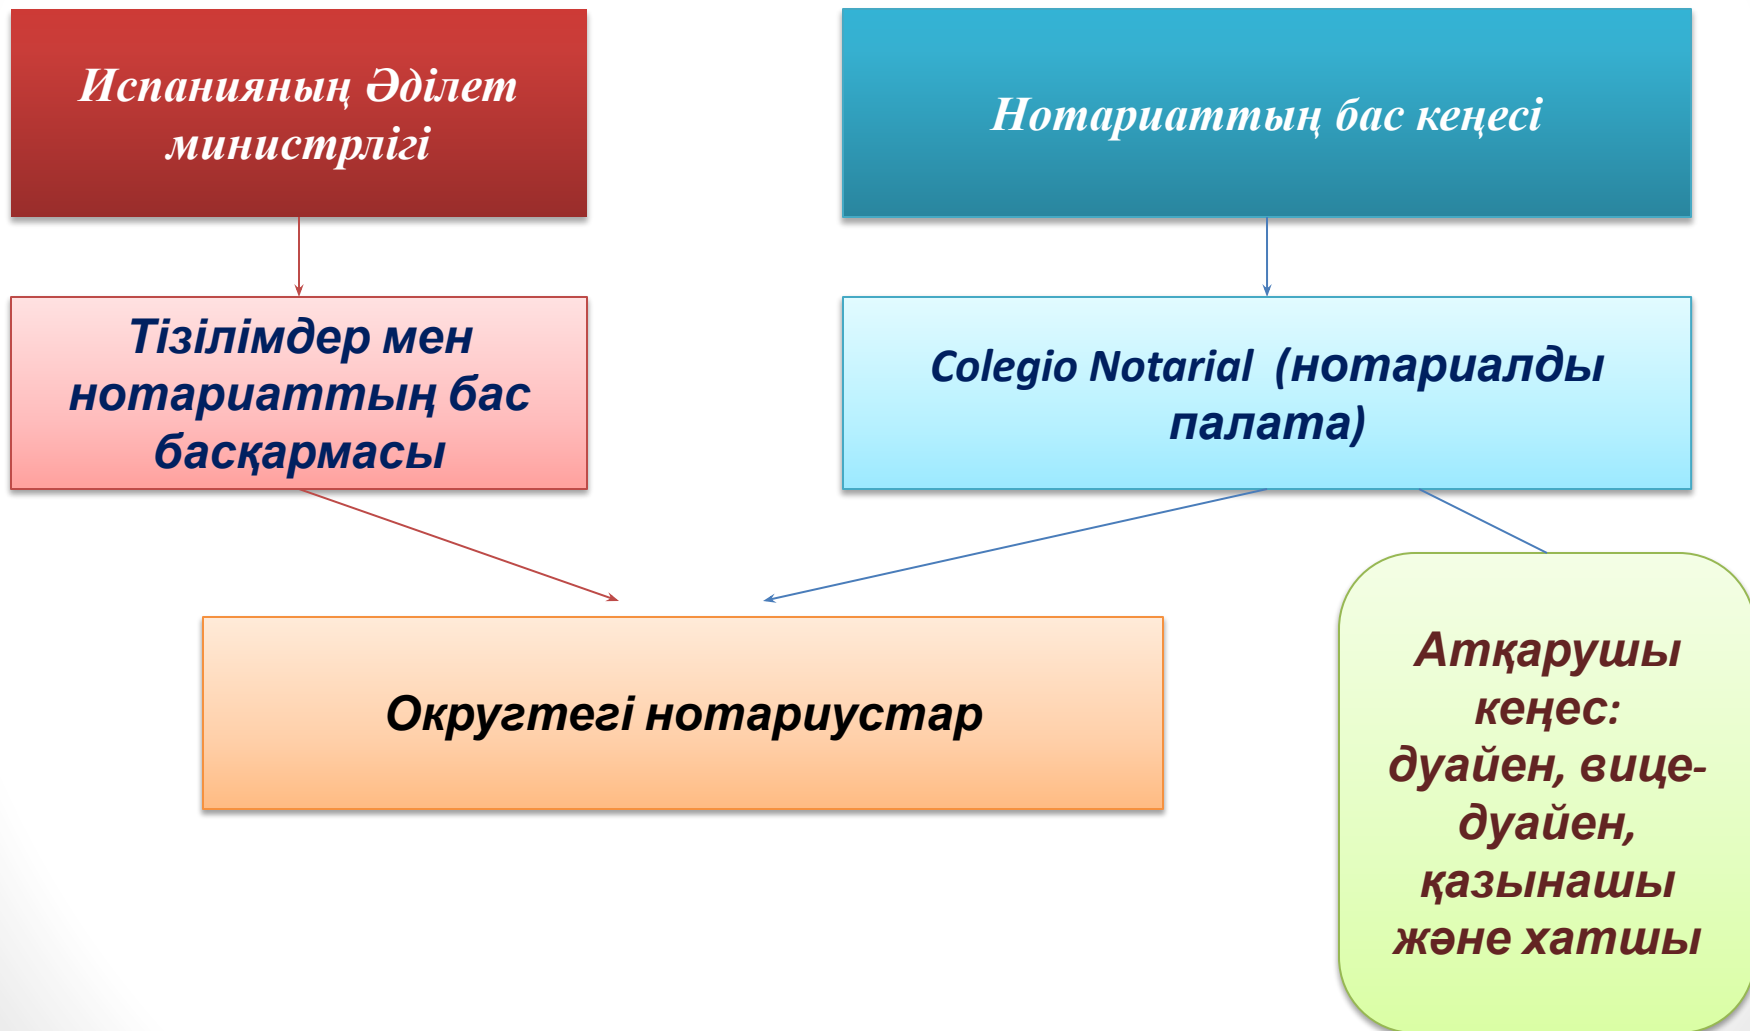 Испанияның Әділет
министрлігі
Нотариаттың бас кеңесі
Тізілімдер мен
нотариаттың бас
басқармасы
Colegio Notarial (нотариалды
палата)
Округтегі нотариустар
Атқарушы
кеңес:
дуайен, вице-
дуайен,
қазынашы
және хатшы